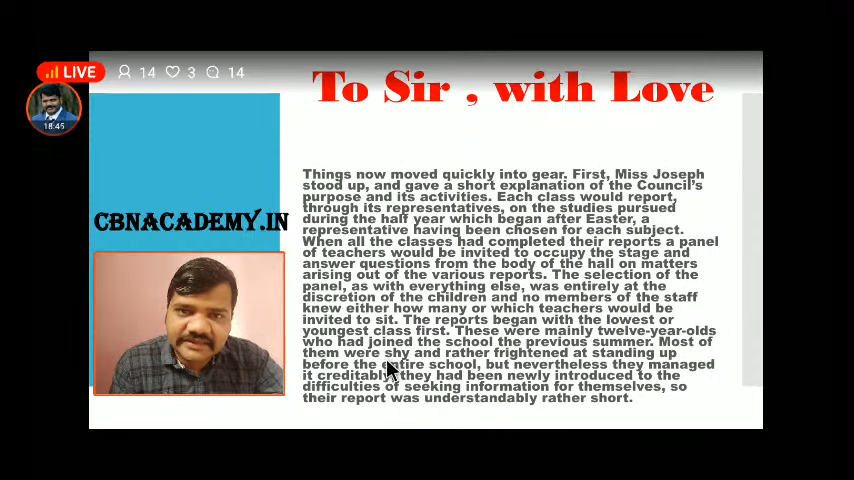 LIVE 14 3 14
18:45
To Sir , with Love
CBNACADEMY.IN
Things now moved quickly into gear. First, Miss Joseph
stood up, and gave a short explanation of the Council's
purpose and its activities. Each class would report,
through its representatives, on the studies pursued
during the half year which began after Easter, a
representative having been chosen for each subject.
When all the classes had completed their reports a panel
of teachers would be invited to occupy the stage and
answer questions from the body of the hall on matters
arising out of the various reports. The selection of the
panel, as with everything else, was entirely at the
discretion of the children and no members of the staff
knew either how many or which teachers would be
invited to sit. The reports began with the lowest or
youngest class first. These were mainly twelve-year-olds
who had joined the school the previous summer. Most of
them were shy and rather frightened at standing up
before the entire school, but nevertheless they managed
it creditably, they had been newly introduced to the
difficulties of seeking information for themselves, so
their report was understandably rather short.